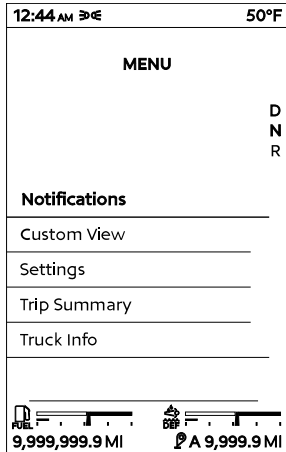 12:44 AM 50°F
MENU
D
N
R
Notifications
Custom View
Settings
Trip Summary
Truck Info
FUEL DEF
9,999,999.9 MI A 9,999.9 MI